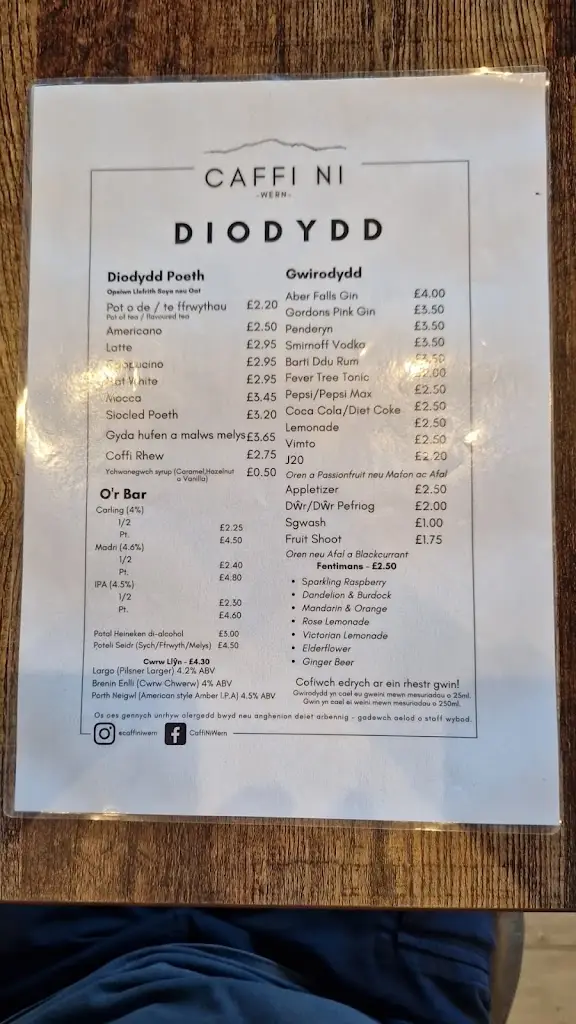 CAFFI NI
-WERN-
DIODYDD
Diodydd Poeth
Opsiwn Llefrith Soya neu Oat
Pot o de / te ffrwythau £2.20
Pot of tea / flavoured tea
Americano £2.50
Latte £2.95
£2.95
White £2.95
Mocca £3.45
Siocled Poeth £3.20
Gyda hufen a malws melys £3.65
Coffi Rhew £2.75
Ychwanegwch syrup (Caramel,Hazelnut £0.50
a Vanilla)
O'r Bar
Carling (4%)
1/2 £2.25
Pt. £4.50
Madri (4.6%)
1/2 £2.40
Pt. £4.80
IPA (4.5%)
1/2 £2.30
Pt. £4.60
Potal Heineken di-alcohol £3.00
Poteli Seidr (Sych/Ffrwyth/Melys) £4.50
Cwrw Llŷn - £4.30
Largo (Pilsner Larger) 4.2% ABV
Brenin Enlli (Cwrw Chwerw) 4% ABV
Porth Neigwl (American style Amber I.P.A) 4.5% ABV
Gwirodydd
Aber Falls Gin £4.00
Gordons Pink Gin £3.50
Penderyn £3.50
Smirnoff Vodka £3.50
Barti Ddu Rum £3.50
Fever Tree Tonic
Pepsi/Pepsi Max £2.50
Coca Cola/Diet Coke £2.50
Lemonade £2.50
Vimto £2.50
J20 £2.20
Oren a Passionfruit neu Mafon ac Afal
Appletizer £2.50
Dŵr/Dŵr Pefriog £2.00
Sgwash £1.00
Fruit Shoot £1.75
Oren neu Afal a Blackcurrant
Fentimans - £2.50
• Sparkling Raspberry
• Dandelion & Burdock
• Mandarin & Orange
• Rose Lemonade
• Victorian Lemonade
• Elderflower
• Ginger Beer
Cofiwch edrych ar ein rhestr gwin!
Gwirodydd yn cael eu gweini mewn mesuriadau o 25ml.
Gwin yn cael ei weini mewn mesuriadau o 250ml.
Os oes gennych unrhyw alergedd bwyd neu anghenion deiet arbennig - gadewch aelod o staff wybod.
@caffiniwern CaffiNiWern